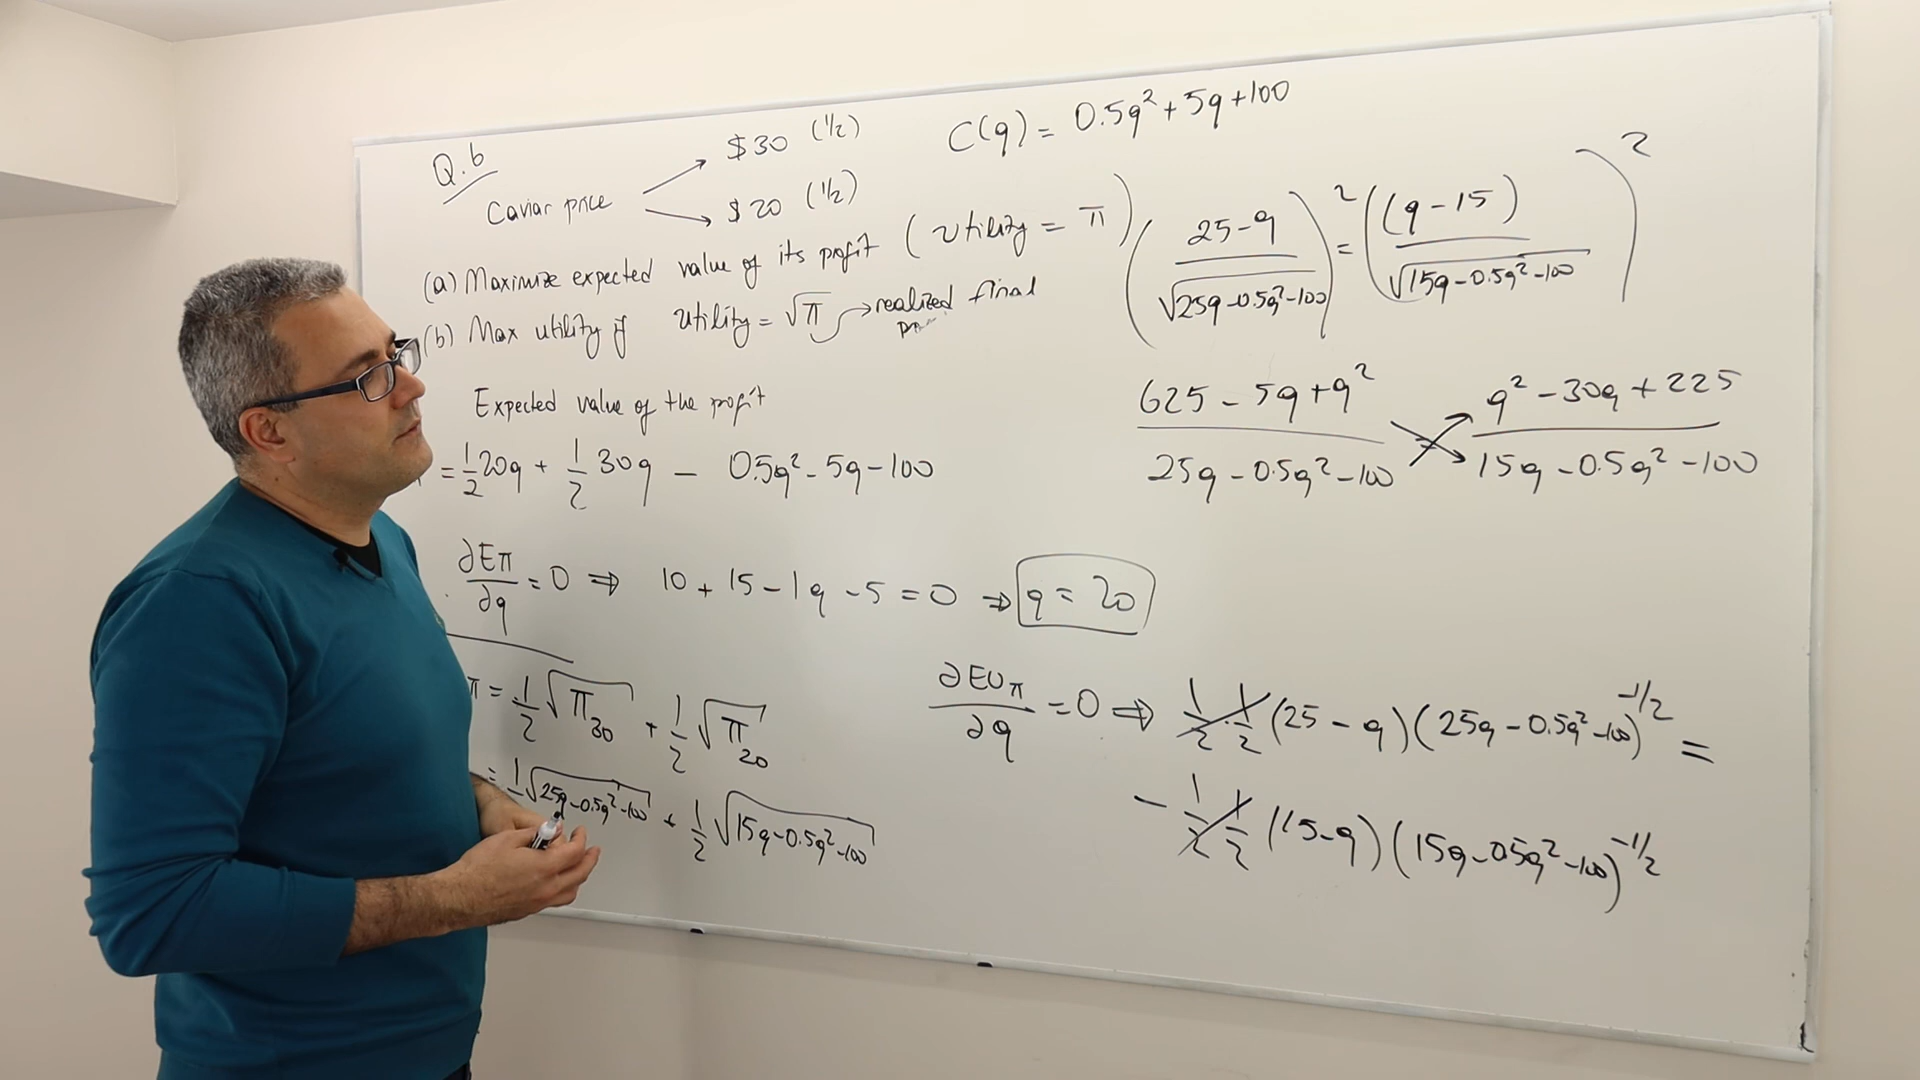 Q.6
Caviar price
$30 (1/2)
$20 (1/2)
C(q) = 0.5q² + 5q + 100
(a) Maximize expected value of its profit (utility = π)
(b) Max utility if utility = √π → realized final
Expected value of the profit
= 1/2 20q + 1/2 30q - 0.5q² - 5q - 100
∂Eπ/∂q = 0 ⇒ 10 + 15 - 1q - 5 = 0 ⇒ q = 20
π = 1/2 √π₃₀ + 1/2 √π₂₀
= 1/2 √(25q - 0.5q² - 100) + 1/2 √(15q - 0.5q² - 100)
((25 - q)/√(25q - 0.5q² - 100))² = ((q - 15)/√(15q - 0.5q² - 100))²
(625 - 5q + q²)/(25q - 0.5q² - 100) = (q² - 30q + 225)/(15q - 0.5q² - 100)
∂EUπ/∂q = 0 ⇒ 1/2 · 1/2 (25 - q)(25q - 0.5q² - 100)^-1/2 =
- 1/2 · 1/2 (15 - q)(15q - 0.5q² - 100)^-1/2